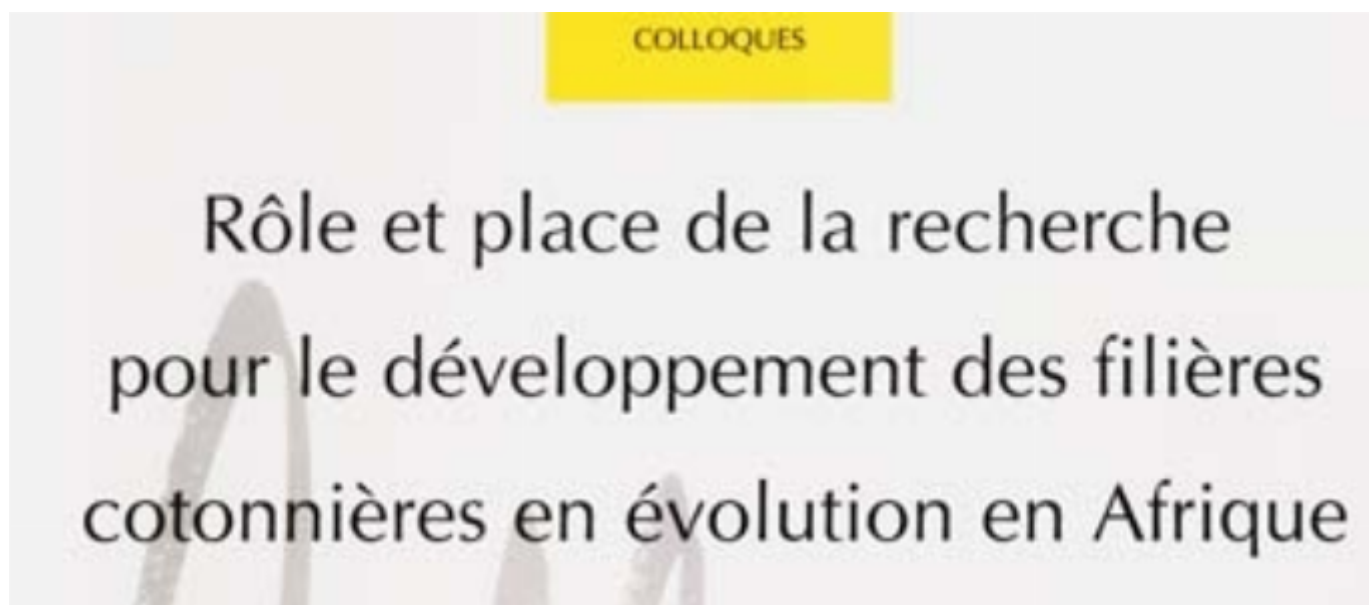 COLLOQUES
Rôle et place de la recherche
pour le développement des filières
cotonnières en évolution en Afrique